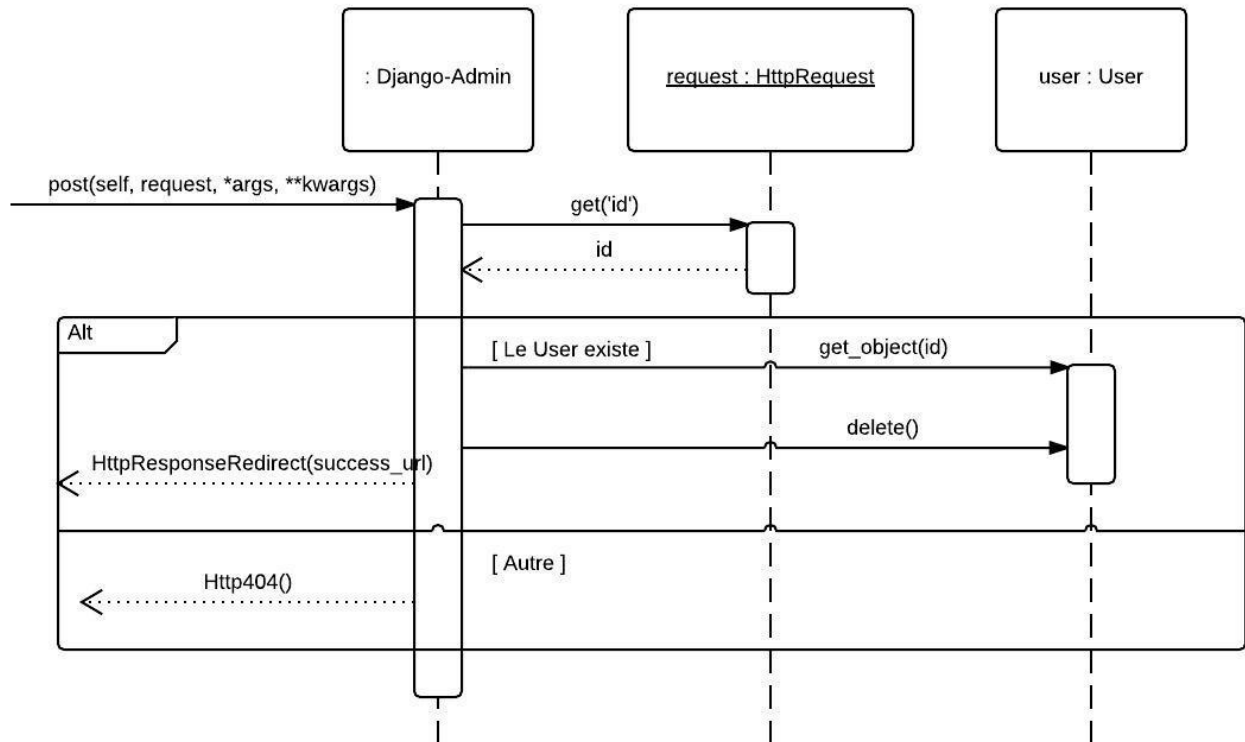 : Django-Admin
request : HttpRequest
user : User
post(self, request, *args, **kwargs)
get('id')
id
Alt
[ Le User existe ]
get_object(id)
delete()
HttpResponseRedirect(success_url)
[ Autre ]
Http404()